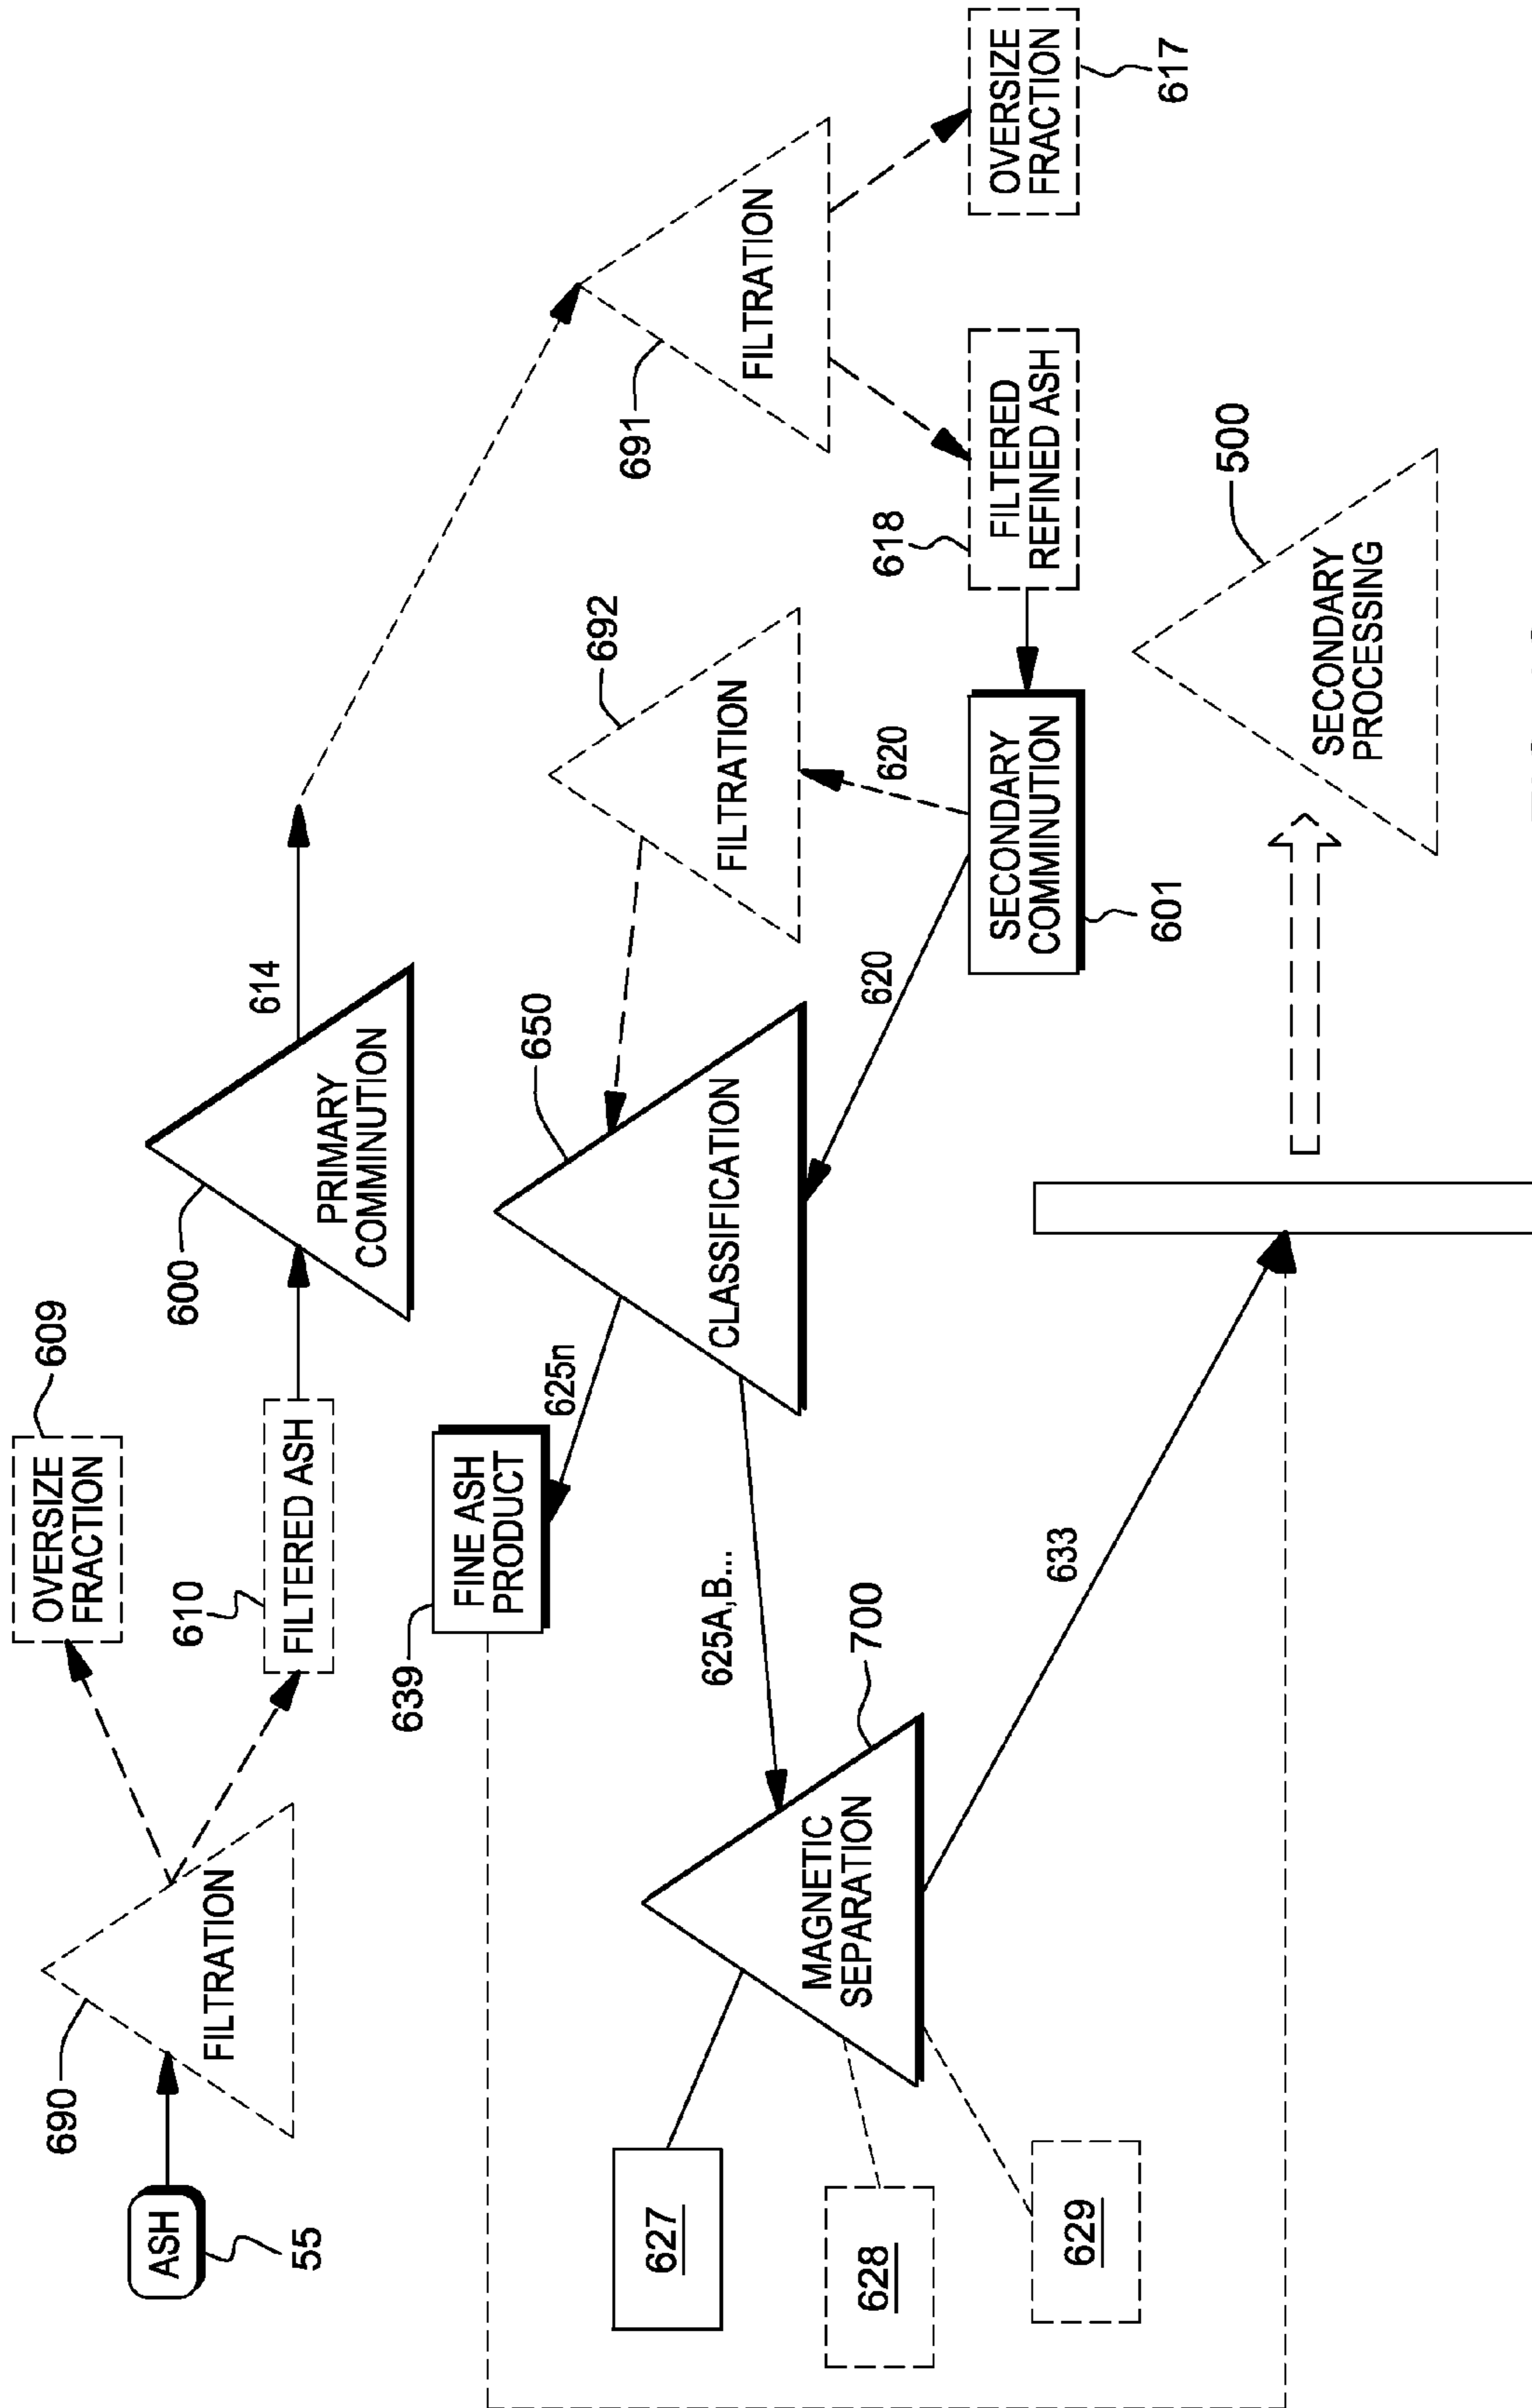 ASH
55
690
FILTRATION
OVERSIZE
FRACTION
609
610
FILTERED ASH
600
PRIMARY
COMMINUTION
614
691
FILTRATION
OVERSIZE
FRACTION
617
618
FILTERED
REFINED ASH
SECONDARY
COMMINUTION
601
620
620
692
FILTRATION
650
CLASSIFICATION
625n
639
FINE ASH
PRODUCT
625A,B...
700
MAGNETIC
SEPARATION
627
628
629
633
500
SECONDARY
PROCESSING